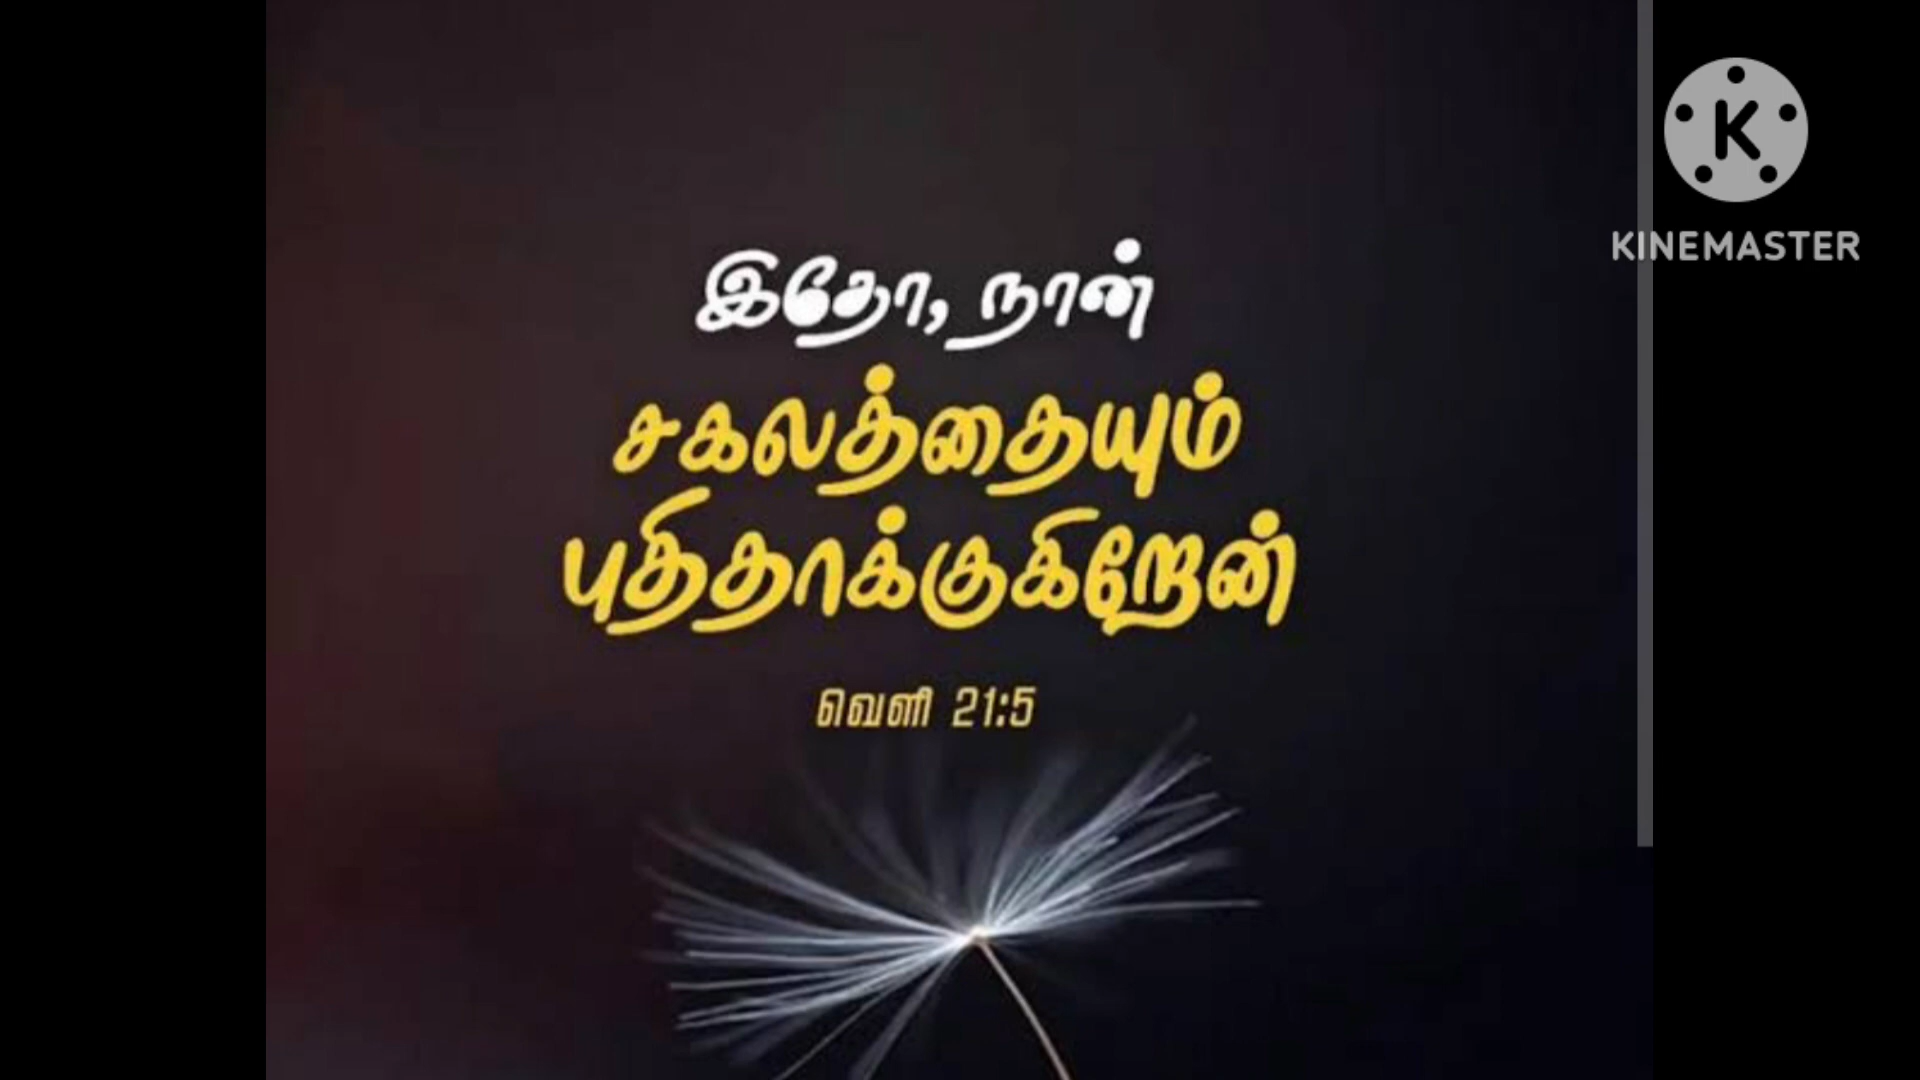 இதோ, நான்
சகலத்தையும்
புதிதாக்குகிறேன்
வெளி 21:5
K
KINEMASTER